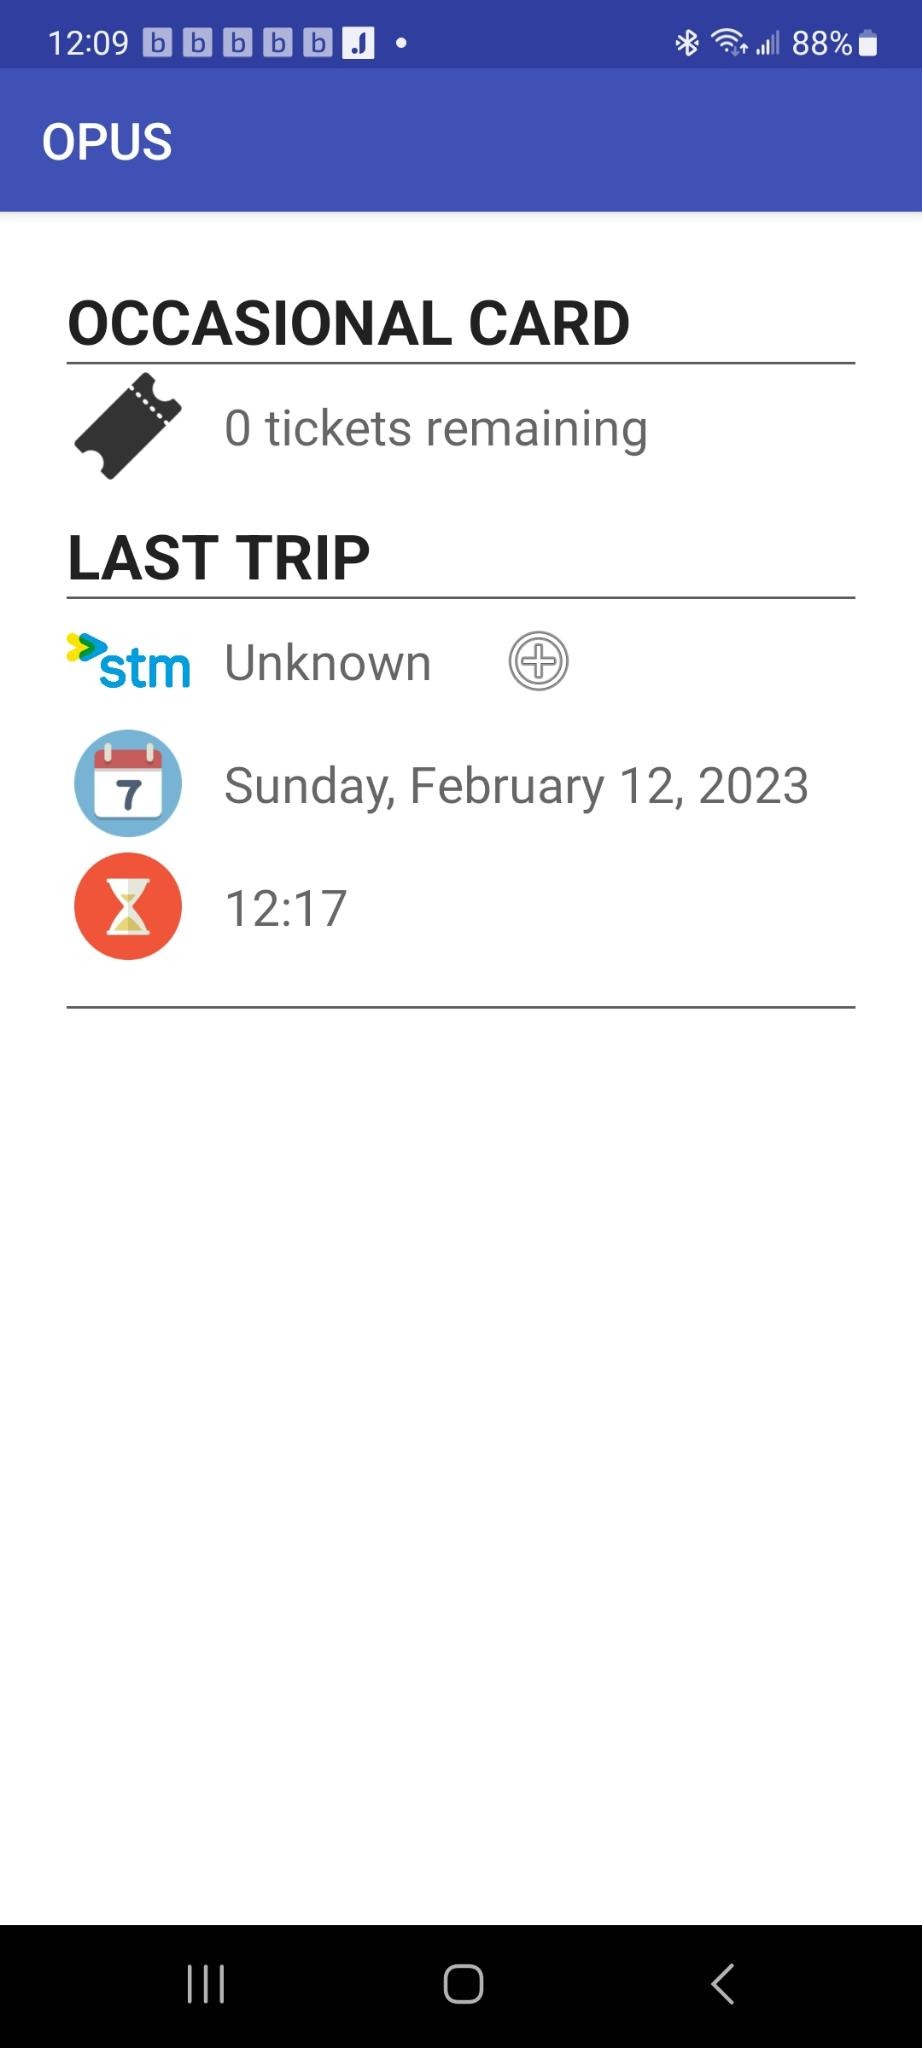 12:09 b b b b b J 88%
OPUS
OCCASIONAL CARD
0 tickets remaining
LAST TRIP
stm Unknown
7 Sunday, February 12, 2023
12:17